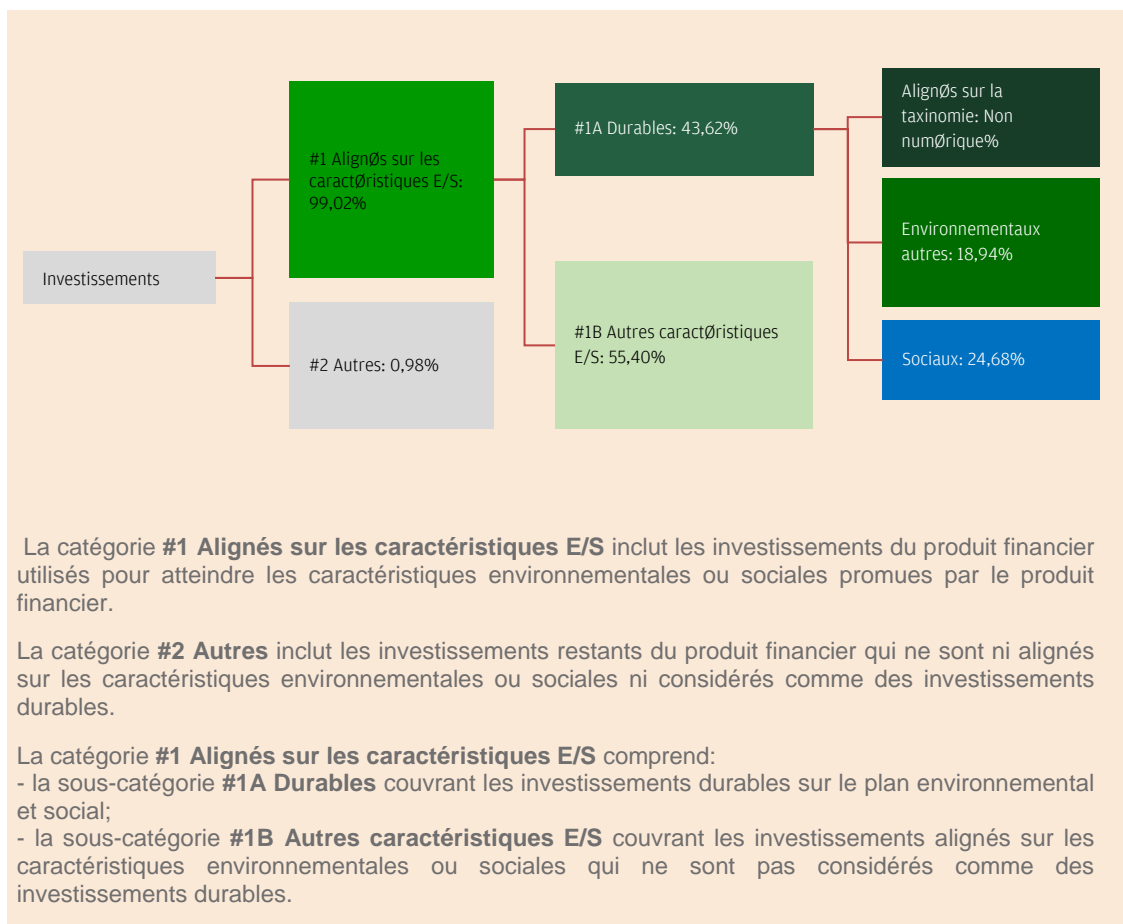 Investissements
#1 AlignØs sur les
caractØristiques E/S:
99,02%
#2 Autres: 0,98%
#1A Durables: 43,62%
#1B Autres caractØristiques
E/S: 55,40%
AlignØs sur la
taxinomie: Non
numØrique%
Environnementaux
autres: 18,94%
Sociaux: 24,68%
La catégorie #1 Alignés sur les caractéristiques E/S inclut les investissements du produit financier
utilisés pour atteindre les caractéristiques environnementales ou sociales promues par le produit
financier.
La catégorie #2 Autres inclut les investissements restants du produit financier qui ne sont ni alignés
sur les caractéristiques environnementales ou sociales ni considérés comme des investissements
durables.
La catégorie #1 Alignés sur les caractéristiques E/S comprend:
- la sous-catégorie #1A Durables couvrant les investissements durables sur le plan environnemental
et social;
- la sous-catégorie #1B Autres caractéristiques E/S couvrant les investissements alignés sur les
caractéristiques environnementales ou sociales qui ne sont pas considérés comme des
investissements durables.